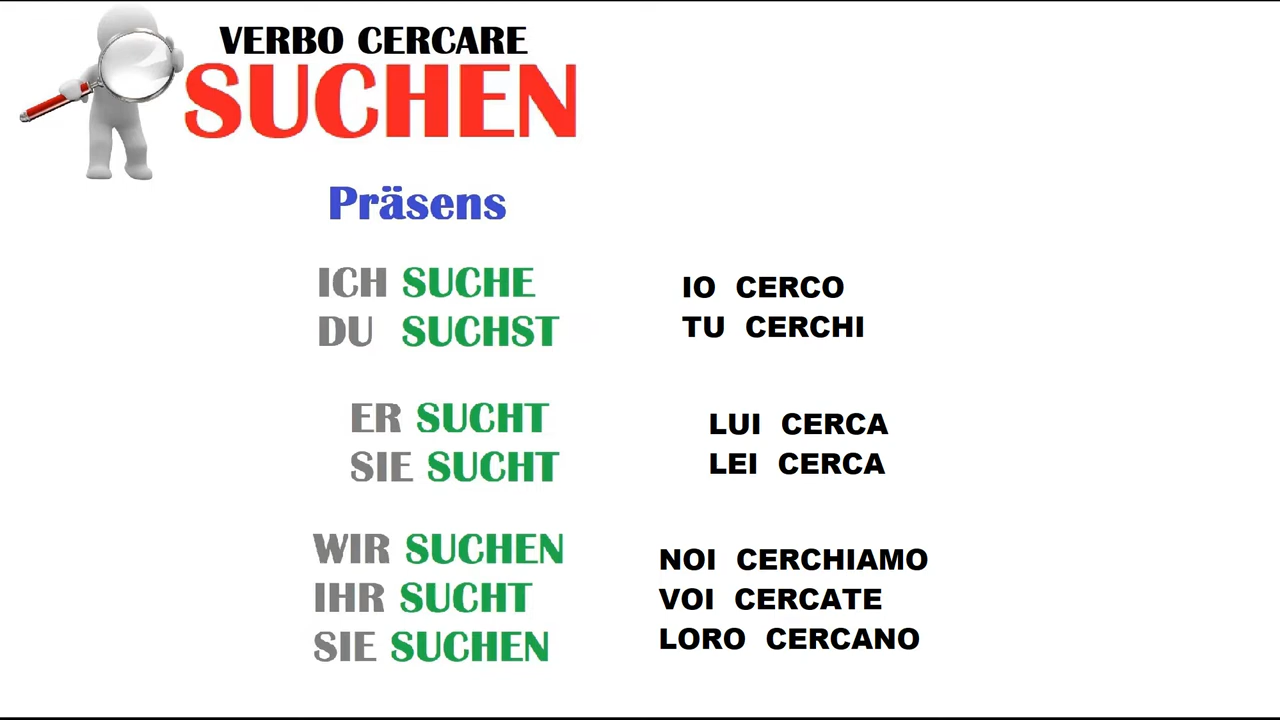 VERBO CERCARE
SUCHEN
Präsens
ICH SUCHE IO CERCO
DU SUCHST TU CERCHI
ER SUCHT LUI CERCA
SIE SUCHT LEI CERCA
WIR SUCHEN NOI CERCHIAMO
IHR SUCHT VOI CERCATE
SIE SUCHEN LORO CERCANO